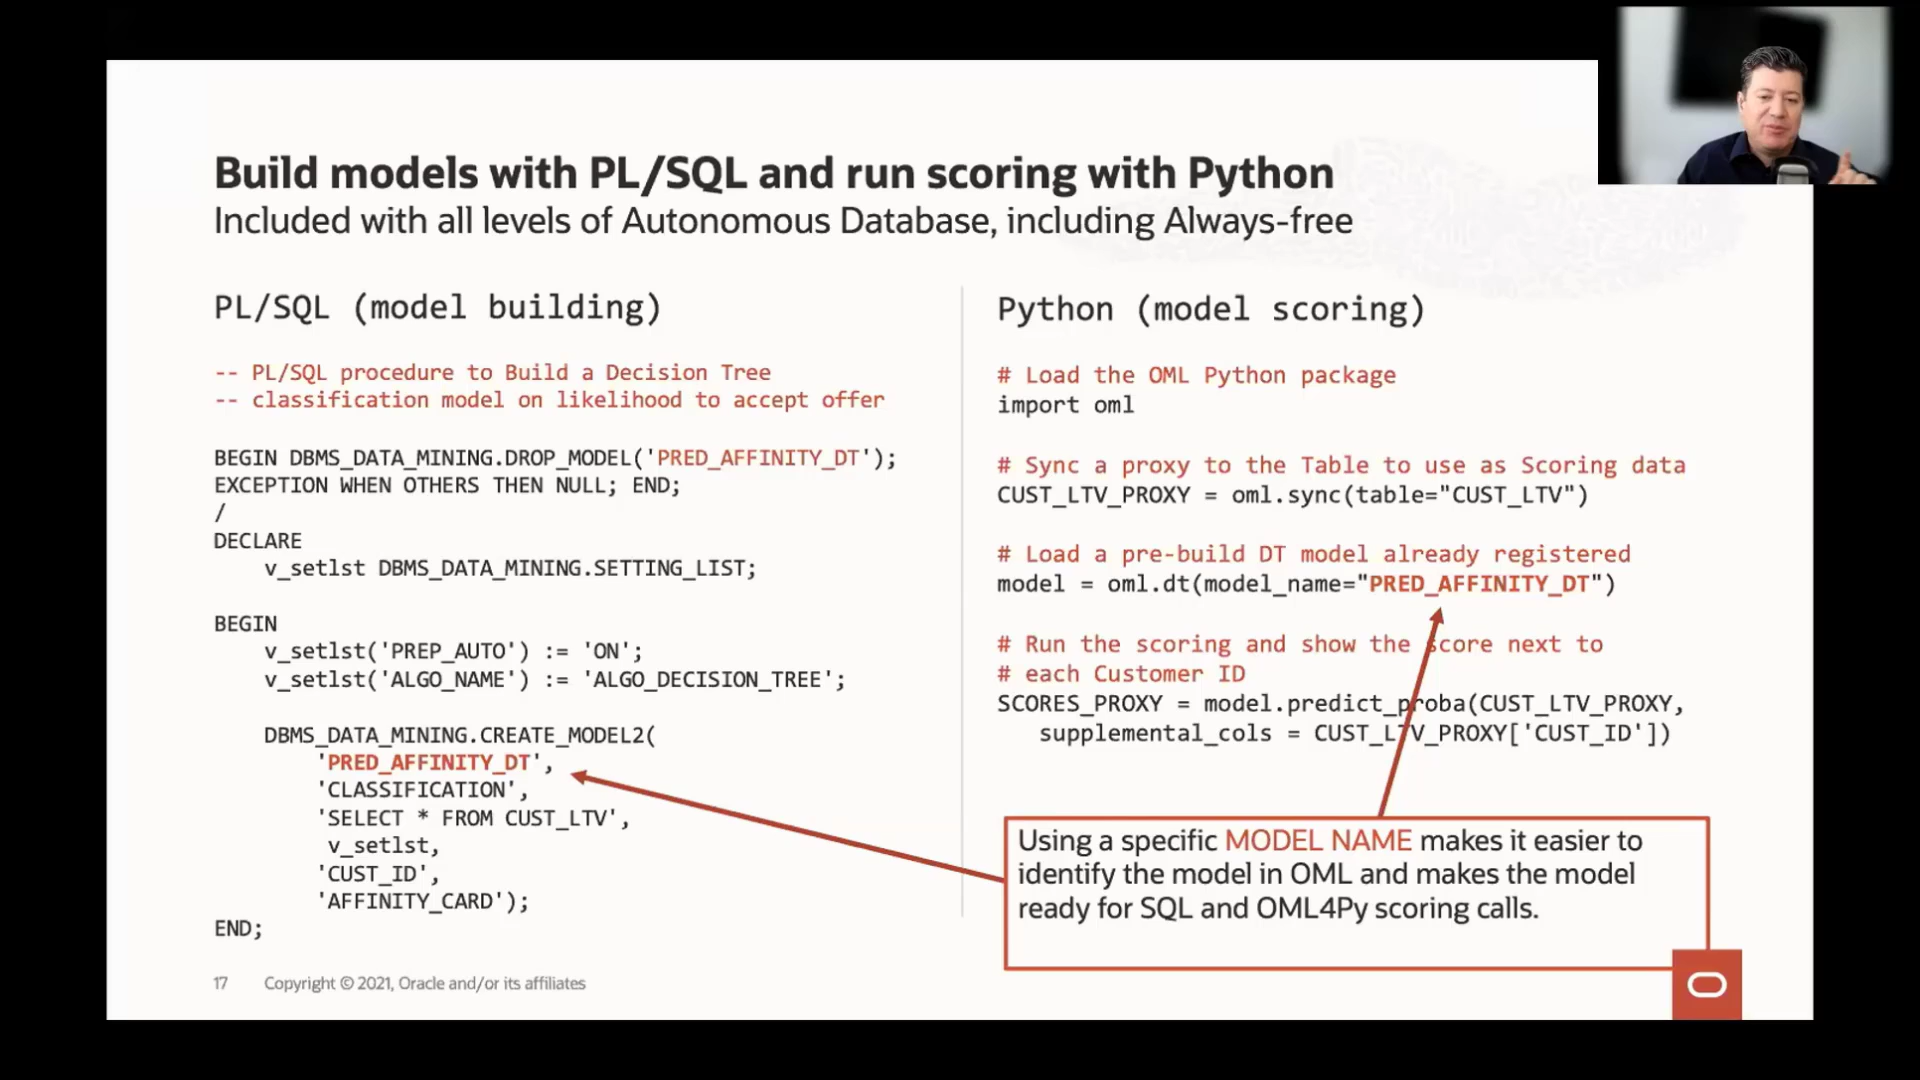 Build models with PL/SQL and run scoring with Python
Included with all levels of Autonomous Database, including Always-free
PL/SQL (model building)
-- PL/SQL procedure to Build a Decision Tree
-- classification model on likelihood to accept offer
BEGIN DBMS_DATA_MINING.DROP_MODEL('PRED_AFFINITY_DT');
EXCEPTION WHEN OTHERS THEN NULL; END;
/
DECLARE
v_setlst DBMS_DATA_MINING.SETTING_LIST;
BEGIN
v_setlst('PREP_AUTO') := 'ON';
v_setlst('ALGO_NAME') := 'ALGO_DECISION_TREE';
DBMS_DATA_MINING.CREATE_MODEL2(
'PRED_AFFINITY_DT',
'CLASSIFICATION',
'SELECT * FROM CUST_LTV',
v_setlst,
'CUST_ID',
'AFFINITY_CARD');
END;
Python (model scoring)
# Load the OML Python package
import oml
# Sync a proxy to the Table to use as Scoring data
CUST_LTV_PROXY = oml.sync(table="CUST_LTV")
# Load a pre-build DT model already registered
model = oml.dt(model_name="PRED_AFFINITY_DT")
# Run the scoring and show the score next to
# each Customer ID
SCORES_PROXY = model.predict_proba(CUST_LTV_PROXY,
supplemental_cols = CUST_LTV_PROXY['CUST_ID'])
Using a specific MODEL NAME makes it easier to
identify the model in OML and makes the model
ready for SQL and OML4Py scoring calls.
17 Copyright © 2021, Oracle and/or its affiliates